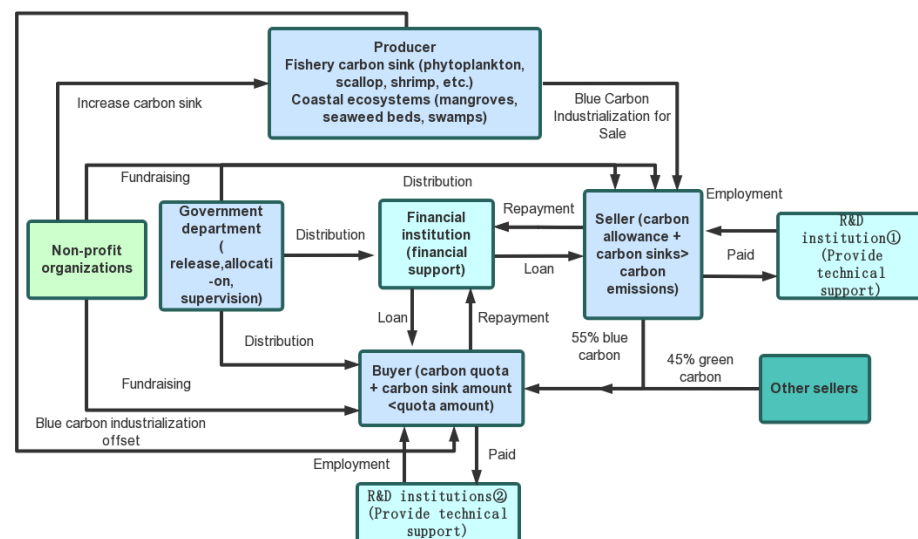 Producer
Fishery carbon sink (phytoplankton,
scallop, shrimp, etc.)
Coastal ecosystems (mangroves,
seaweed beds, swamps)
Increase carbon sink
Blue Carbon
Industrialization for
Sale
Fundraising
Distribution
Employment
Non-profit
organizations
Government
department
(
release,allocati
-on,
supervision)
Distribution
Financial
institution
(financial
support)
Repayment
Loan
Seller (carbon
allowance +
carbon sinks>
carbon
emissions)
Paid
R&D
institution①
(Provide
technical
support)
Loan
Repayment
Distribution
55% blue
carbon
45% green
carbon
Other sellers
Fundraising
Buyer (carbon quota
+ carbon sink amount
<quota amount)
Blue carbon industrialization
offset
Employment
Paid
R&D institutions②
(Provide technical
support)